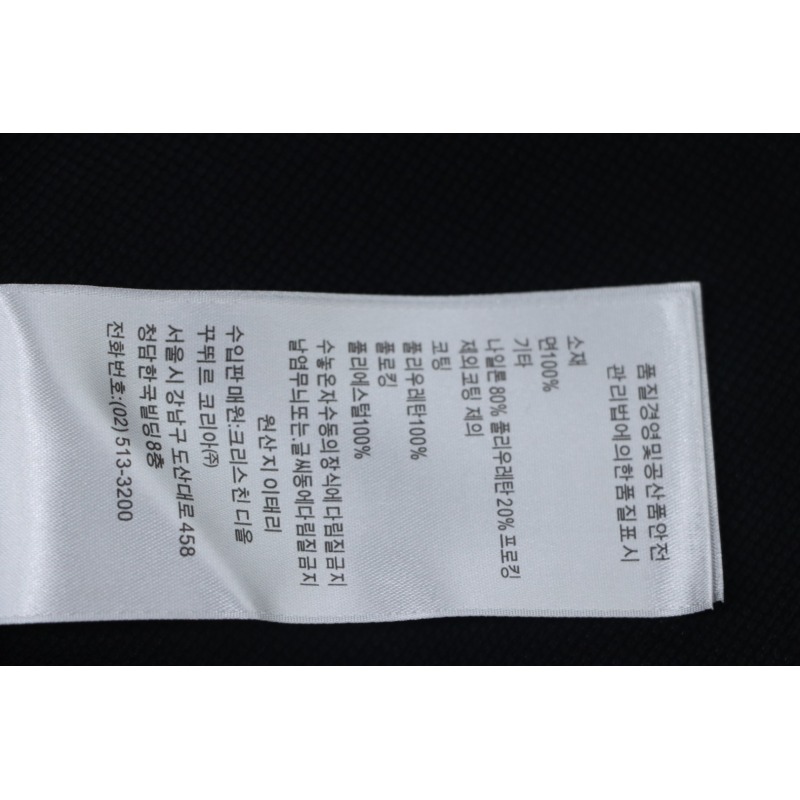 품질경영및공산품안전
관리법에의한품질표시
소재
면100%
기타
나일론80% 폴리우레탄20% 프로킹
제외코팅 제외
코팅
폴리우레탄100%
플로킹
폴리에스텔100%
수놓은자수동의장식에 다림질금지
날염무늬또는.글씨동에다림질금지
원산지 이태리
수입판매원:크리스챤 디올
꾸뛰르 코리아㈜
서울시 강남구 도산대로 458
청담한국빌딩8층
전화번호:(02) 513-3200